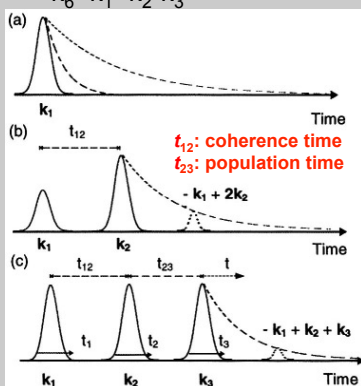 (a)
k₁
Time
(b)
t₁₂
t₁₂: coherence time
t₂₃: population time
- k₁ + 2k₂
k₁ k₂
Time
(c)
t₁₂ t₂₃ t
- k₁ + k₂ + k₃
t₁ t₂ t₃
k₁ k₂ k₃
Time